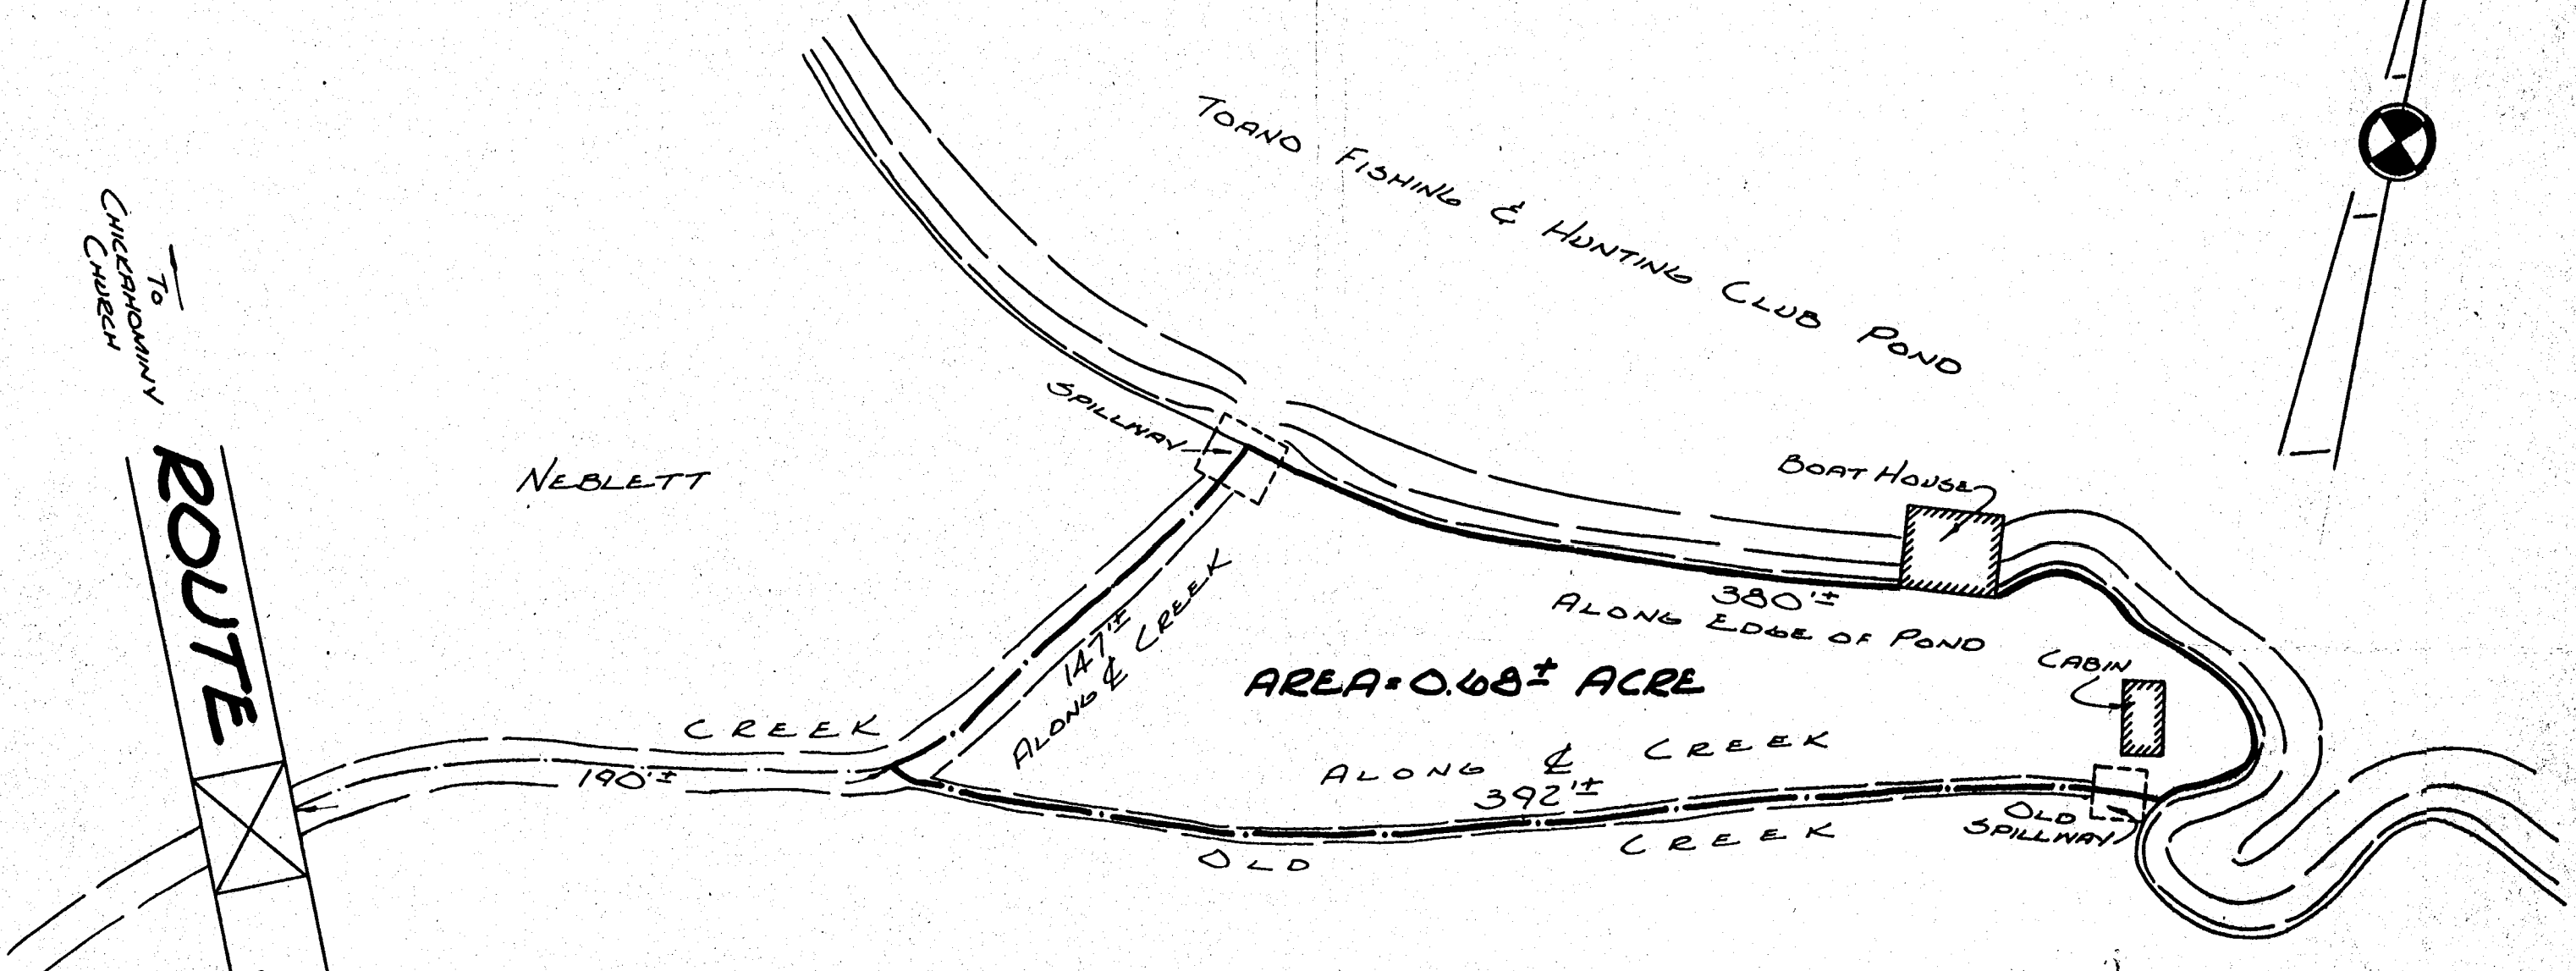 TOANO FISHING & HUNTING CLUB POND
TO
CHICKAHOMINY
CHURCH
ROUTE
NEBLETT
SPILLWAY
BOAT HOUSE
380'±
ALONG EDGE OF POND
147'±
ALONG ℄ CREEK
AREA=0.68± ACRE
CABIN
CREEK
190'±
ALONG ℄ CREEK
392'±
OLD CREEK
OLD
SPILLWAY